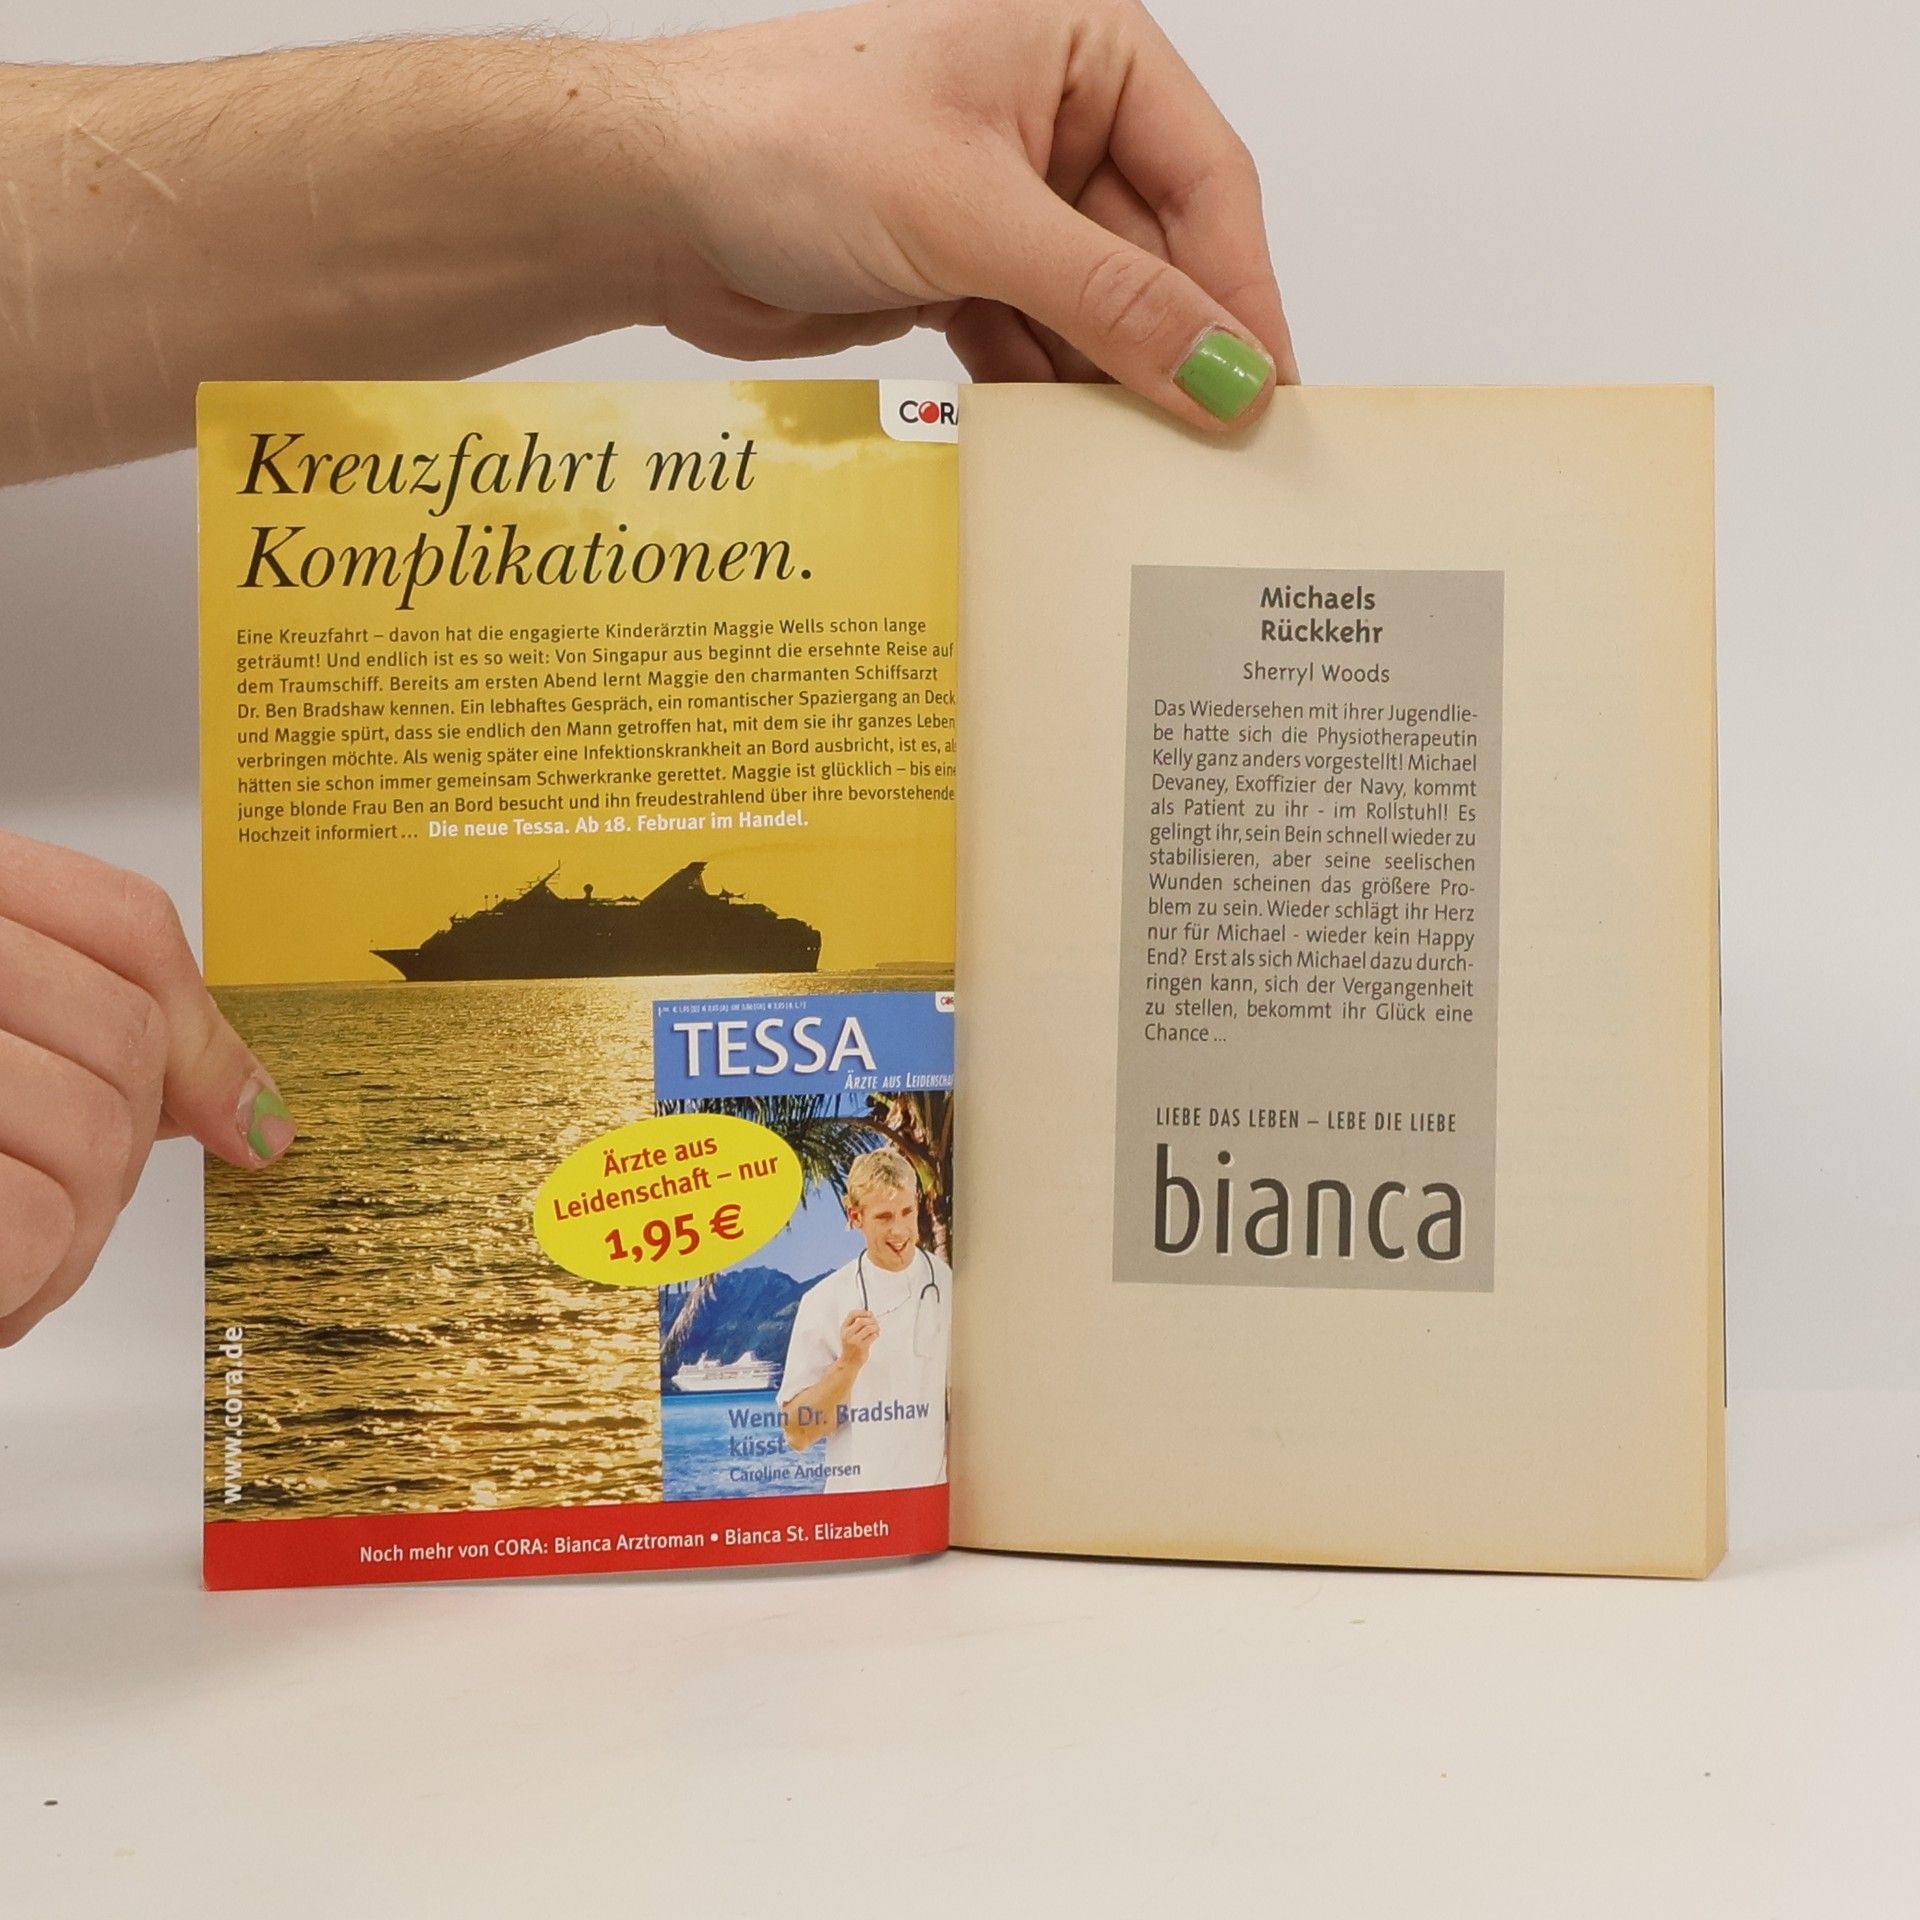 CORA
Kreuzfahrt mit
Komplikationen.
Eine Kreuzfahrt – davon hat die engagierte Kinderärztin Maggie Wells schon lange
geträumt! Und endlich ist es so weit: Von Singapur aus beginnt die ersehnte Reise auf
dem Traumschiff. Bereits am ersten Abend lernt Maggie den charmanten Schiffsarzt
Dr. Ben Bradshaw kennen. Ein lebhaftes Gespräch, ein romantischer Spaziergang an Deck
und Maggie spürt, dass sie endlich den Mann getroffen hat, mit dem sie ihr ganzes Leben
verbringen möchte. Als wenig später eine Infektionskrankheit an Bord ausbricht, ist es, al
hätten sie schon immer gemeinsam Schwerkranke gerettet. Maggie ist glücklich – bis eine
junge blonde Frau Ben an Bord besucht und ihn freudestrahlend über ihre bevorstehende
Hochzeit informiert ... Die neue Tessa. Ab 18. Februar im Handel.
TESSA
ÄRZTE AUS LEIDENSCHA
Ärzte aus
Leidenschaft – nur
1,95 €
Wenn Dr. Bradshaw
küsst
Caroline Andersen
www.cora.de
Noch mehr von CORA: Bianca Arztroman • Bianca St. Elizabeth
Michaels
Rückkehr
Sherryl Woods
Das Wiedersehen mit ihrer Jugendlie-
be hatte sich die Physiotherapeutin
Kelly ganz anders vorgestellt! Michael
Devaney, Exoffizier der Navy, kommt
als Patient zu ihr - im Rollstuhl! Es
gelingt ihr, sein Bein schnell wieder zu
stabilisieren, aber seine seelischen
Wunden scheinen das größere Pro-
blem zu sein. Wieder schlägt ihr Herz
nur für Michael - wieder kein Happy
End? Erst als sich Michael dazu durch-
ringen kann, sich der Vergangenheit
zu stellen, bekommt ihr Glück eine
Chance ...
LIEBE DAS LEBEN – LEBE DIE LIEBE
bianca